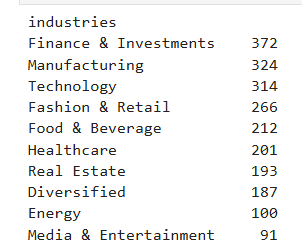 industries
Finance & Investments 372
Manufacturing 324
Technology 314
Fashion & Retail 266
Food & Beverage 212
Healthcare 201
Real Estate 193
Diversified 187
Energy 100
Media & Entertainment 91